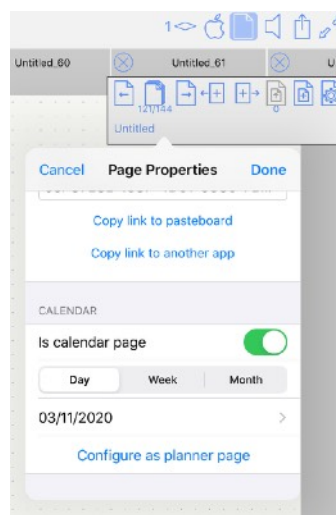 1
Untitled_60
Untitled_61
U
121/144
0
Untitled
Cancel
Page Properties
Done
Copy link to pasteboard
Copy link to another app
CALENDAR
Is calendar page
Day
Week
Month
03/11/2020
Configure as planner page